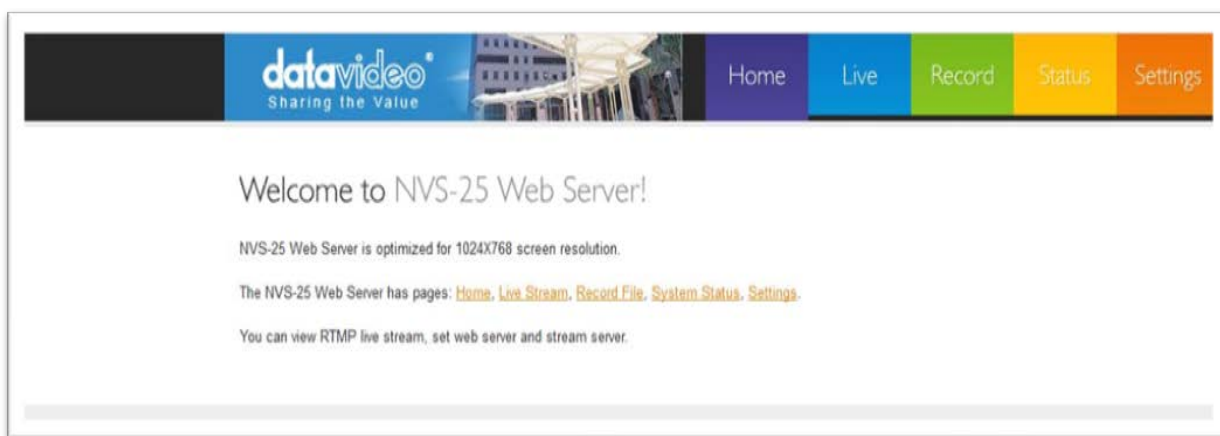 datavideo®
Sharing the Value
Home Live Record Status Settings
Welcome to NVS-25 Web Server!
NVS-25 Web Server is optimized for 1024X768 screen resolution.
The NVS-25 Web Server has pages: Home, Live Stream, Record File, System Status, Settings.
You can view RTMP live stream, set web server and stream server.